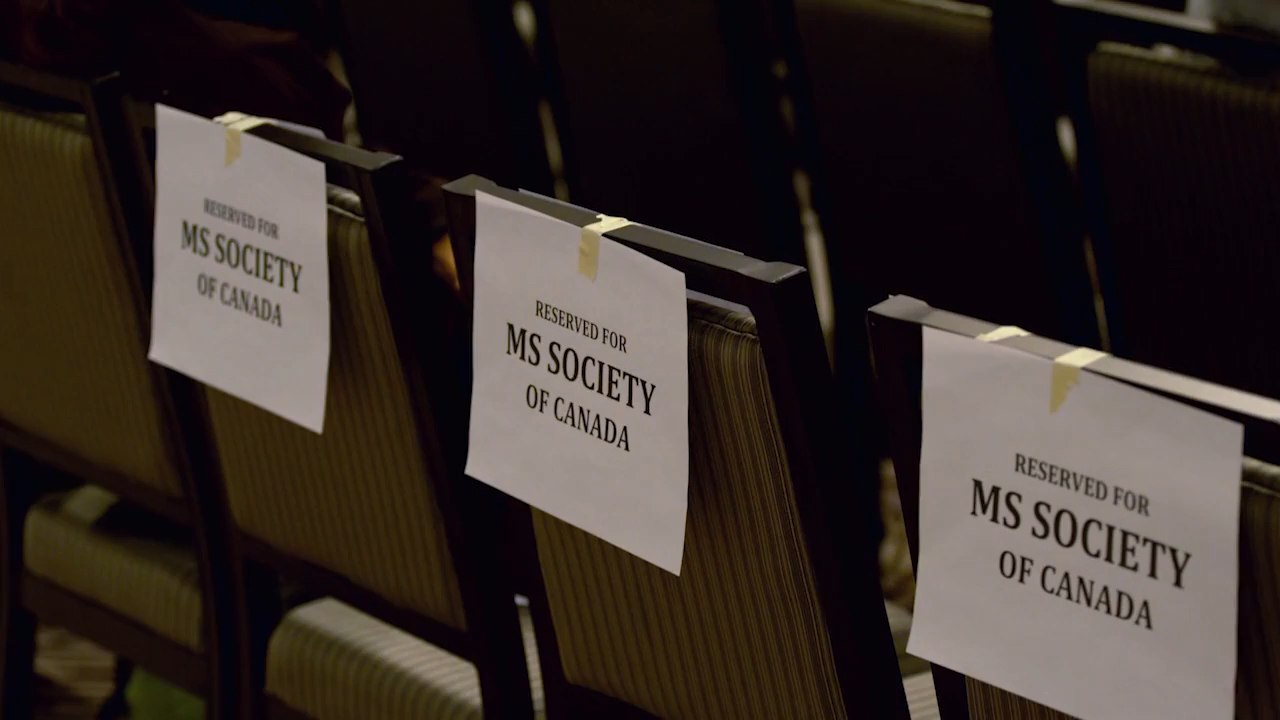 RESERVED FOR
MS SOCIETY
OF CANADA
RESERVED FOR
MS SOCIETY
OF CANADA
RESERVED FOR
MS SOCIETY
OF CANADA